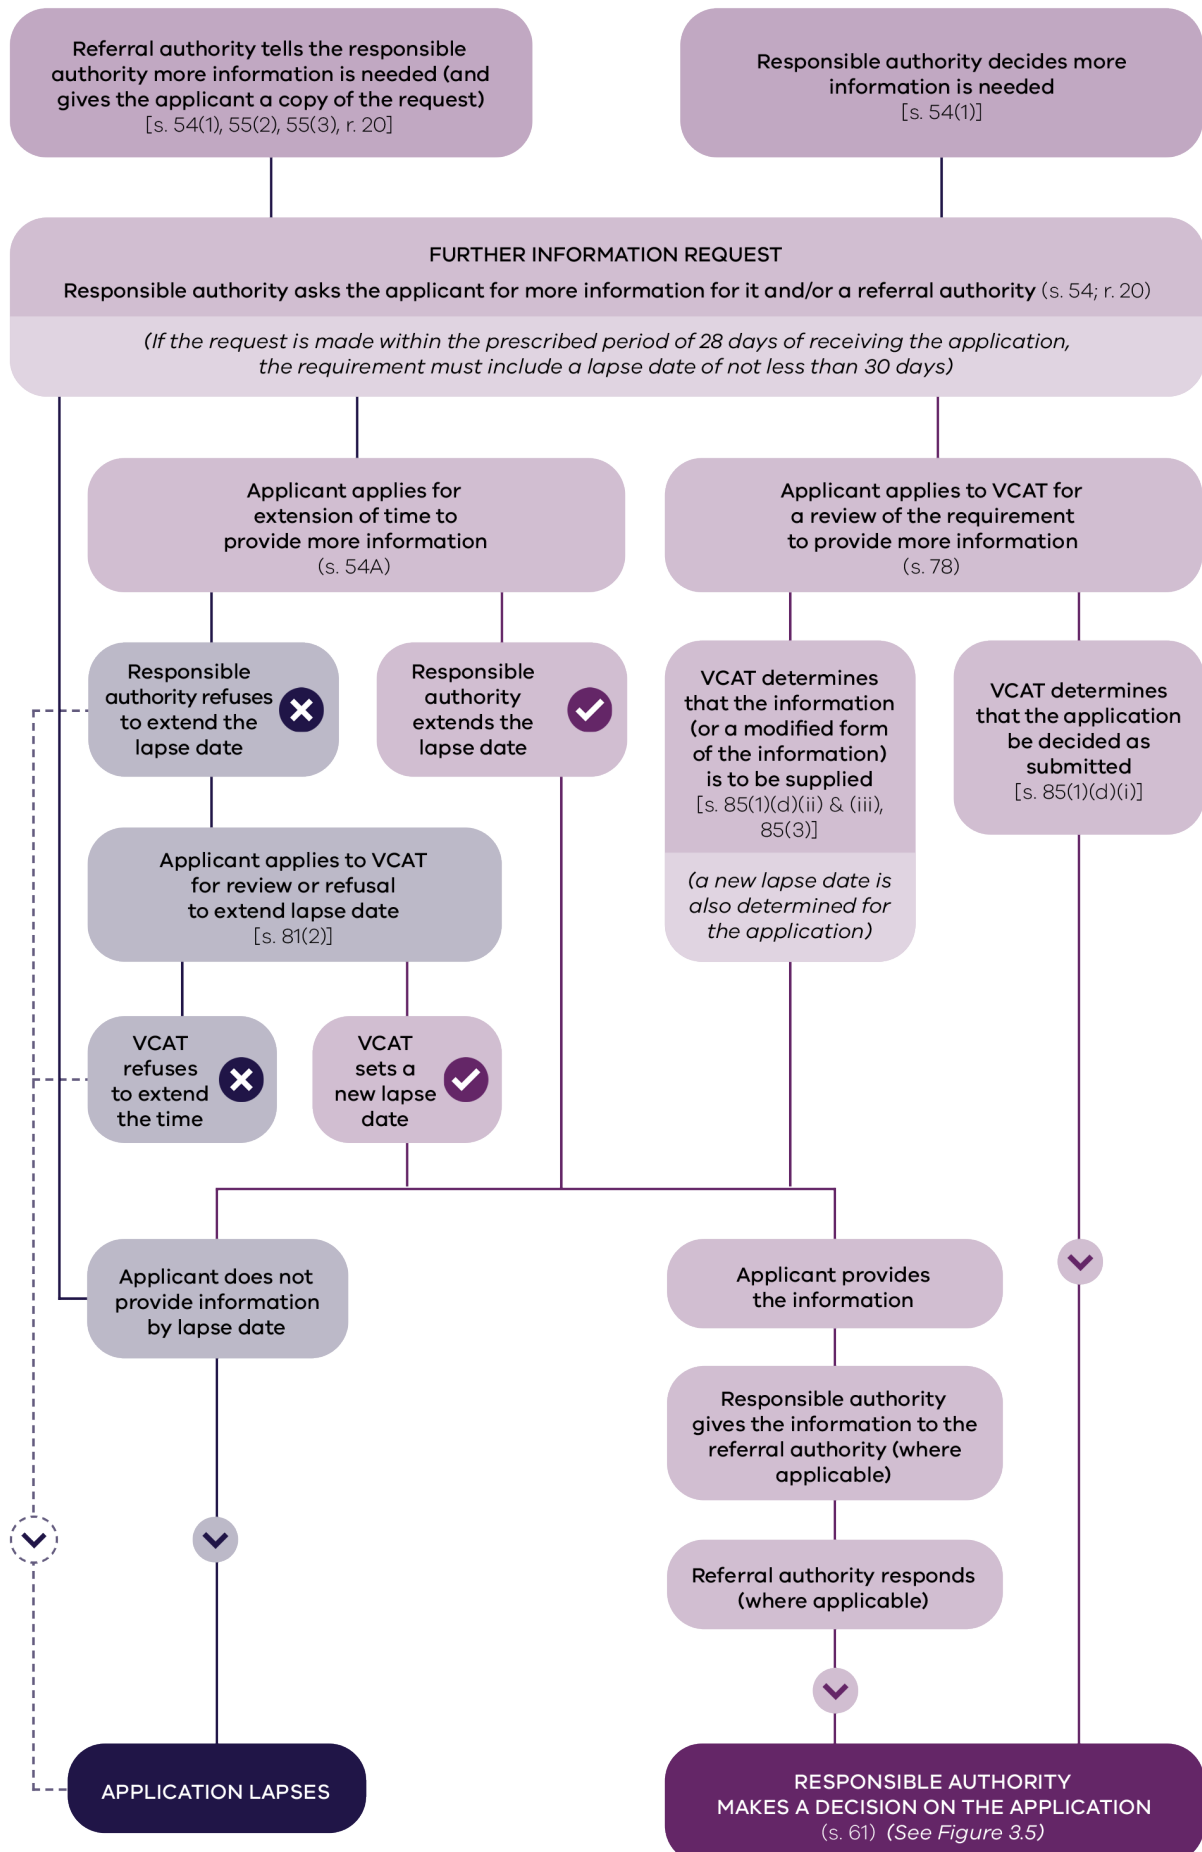 Referral authority tells the responsible
authority more information is needed (and
gives the applicant a copy of the request)
[s. 54(1), 55(2), 55(3), r. 20]
Responsible authority decides more
information is needed
[s. 54(1)]
FURTHER INFORMATION REQUEST
Responsible authority asks the applicant for more information for it and/or a referral authority (s. 54; r. 20)
(If the request is made within the prescribed period of 28 days of receiving the application,
the requirement must include a lapse date of not less than 30 days)
Applicant applies for
extension of time to
provide more information
(s. 54A)
Applicant applies to VCAT for
a review of the requirement
to provide more information
(s. 78)
Responsible
authority refuses
to extend the
lapse date
Responsible
authority
extends the
lapse date
VCAT determines
that the information
(or a modified form
of the information)
is to be supplied
[s. 85(1)(d)(ii) & (iii),
85(3)]
(a new lapse date is
also determined for
the application)
VCAT determines
that the application
be decided as
submitted
[s. 85(1)(d)(i)]
Applicant applies to VCAT
for review or refusal
to extend lapse date
[s. 81(2)]
VCAT
refuses
to extend
the time
VCAT
sets a
new lapse
date
Applicant does not
provide information
by lapse date
Applicant provides
the information
Responsible authority
gives the information to the
referral authority (where
applicable)
Referral authority responds
(where applicable)
APPLICATION LAPSES
RESPONSIBLE AUTHORITY
MAKES A DECISION ON THE APPLICATION
(s. 61) (See Figure 3.5)